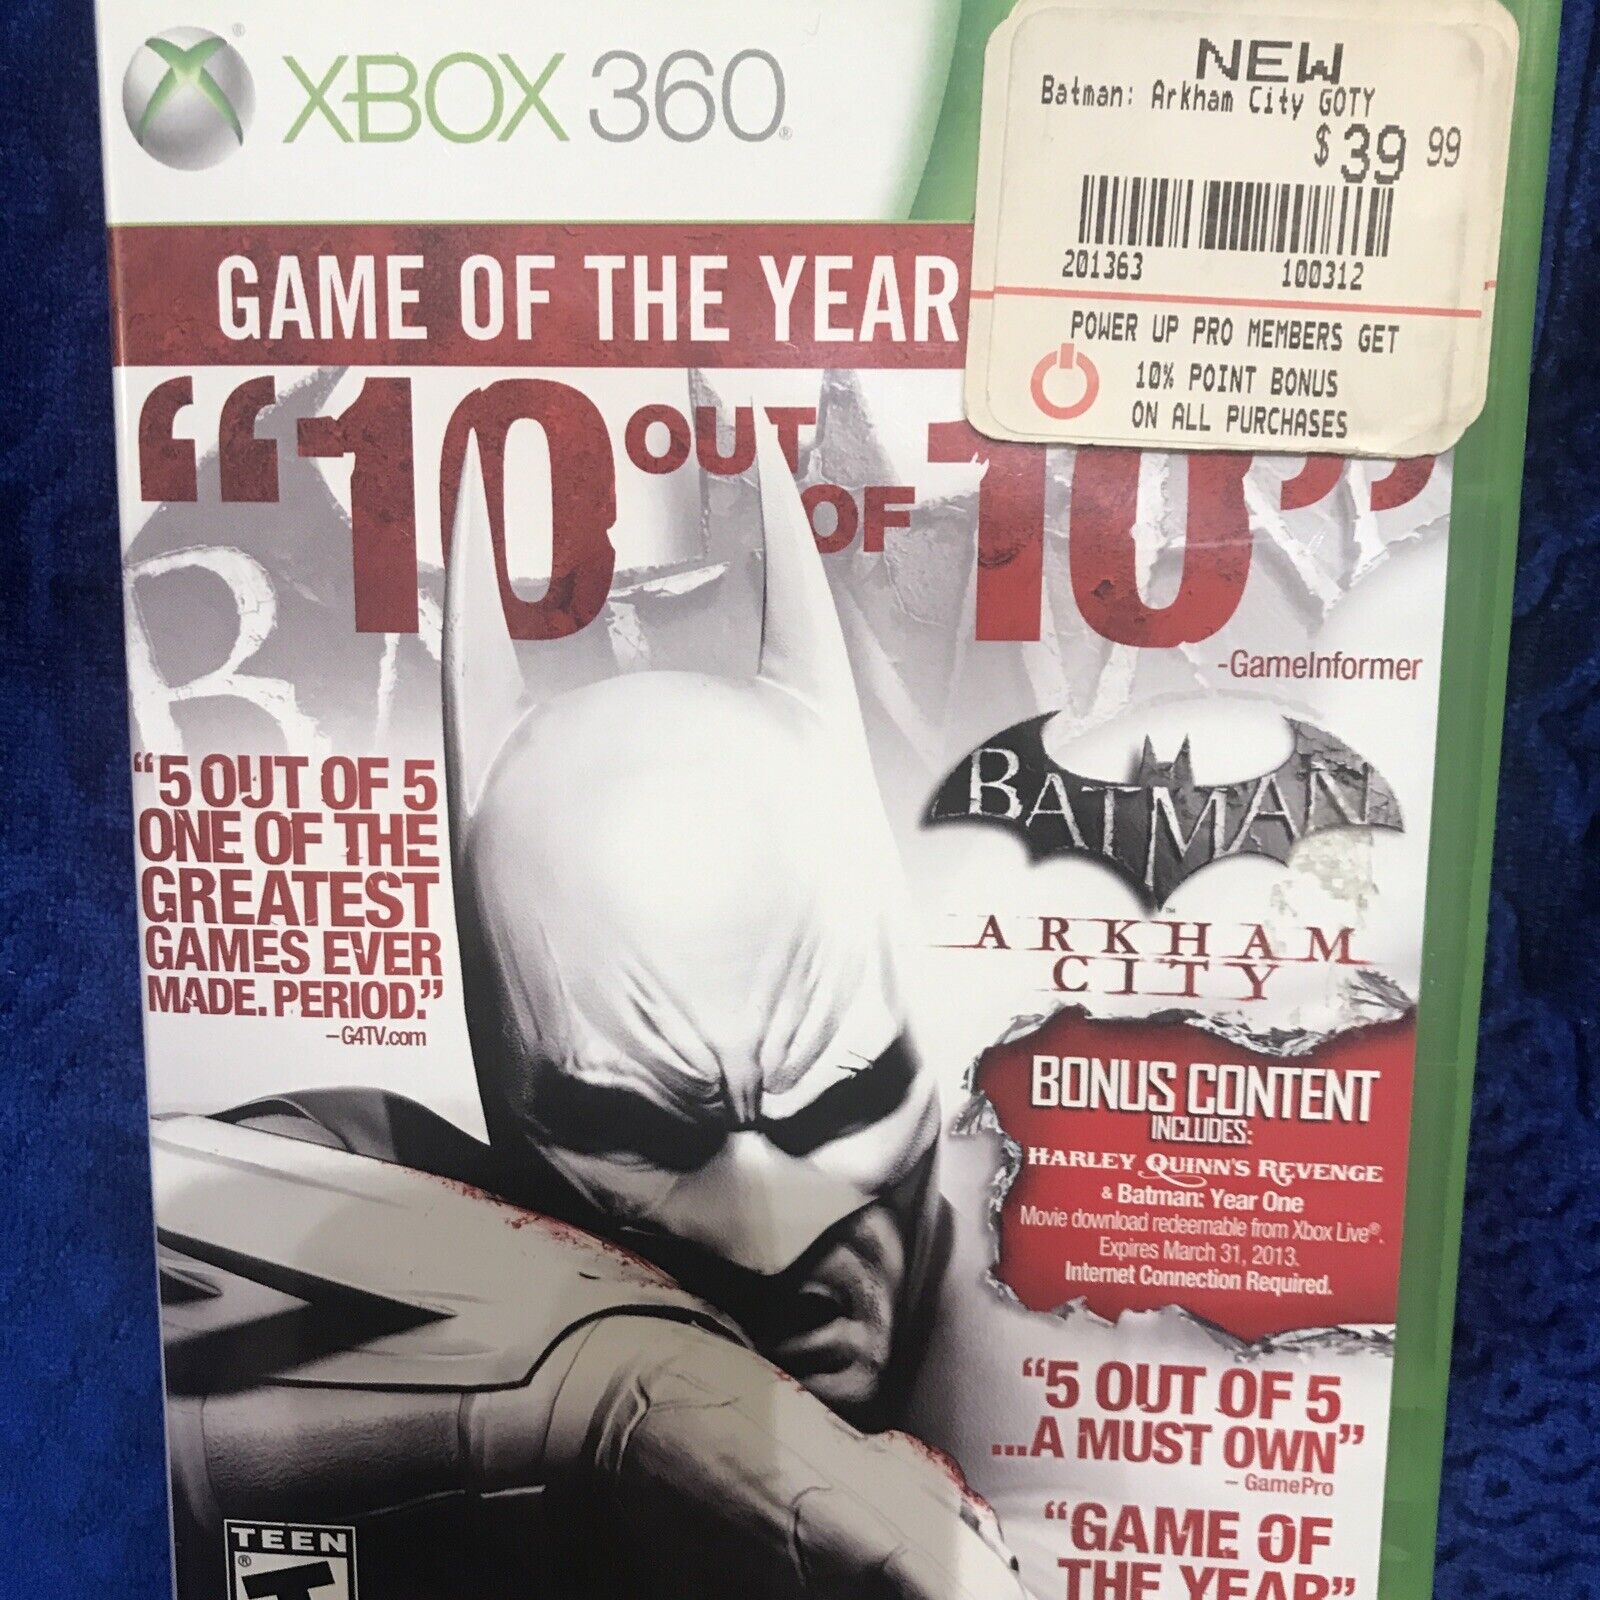 XBOX 360
NEW
Batman: Arkham City GOTY
$39 99
201363 100312
POWER UP PRO MEMBERS GET
10% POINT BONUS
ON ALL PURCHASES
GAME OF THE YEAR
“10 OUT OF 10”
-GameInformer
“5 OUT OF 5
ONE OF THE
GREATEST
GAMES EVER
MADE. PERIOD.”
–G4TV.com
BATMAN
ARKHAM
CITY
BONUS CONTENT
INCLUDES:
HARLEY QUINN'S REVENGE
& Batman: Year One
Movie download redeemable from Xbox Live®.
Expires March 31, 2013.
Internet Connection Required.
“5 OUT OF 5
...A MUST OWN”
– GamePro
“GAME OF
THE YEAR”
TEEN
T